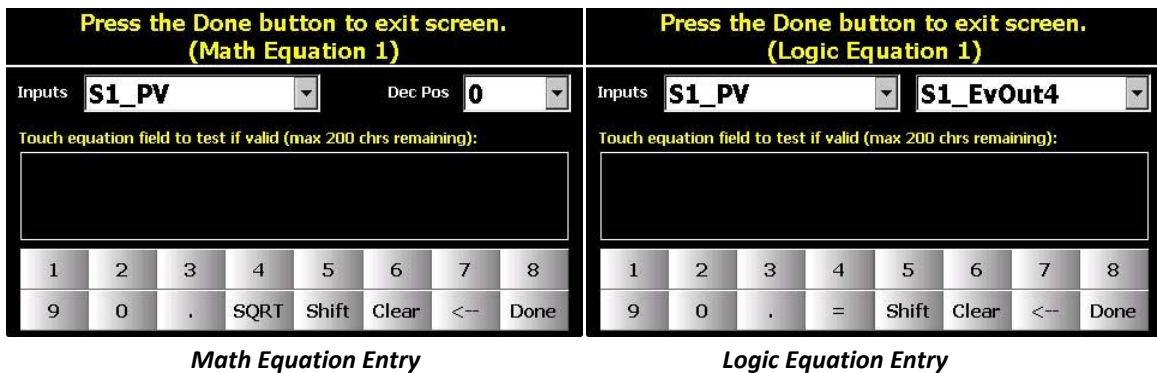 Press the Done button to exit screen.
(Math Equation 1)
Inputs S1_PV Dec Pos 0
Touch equation field to test if valid (max 200 chrs remaining):
1 2 3 4 5 6 7 8
9 0 . SQRT Shift Clear <-- Done
Math Equation Entry
Press the Done button to exit screen.
(Logic Equation 1)
Inputs S1_PV S1_EvOut4
Touch equation field to test if valid (max 200 chrs remaining):
1 2 3 4 5 6 7 8
9 0 . = Shift Clear <-- Done
Logic Equation Entry